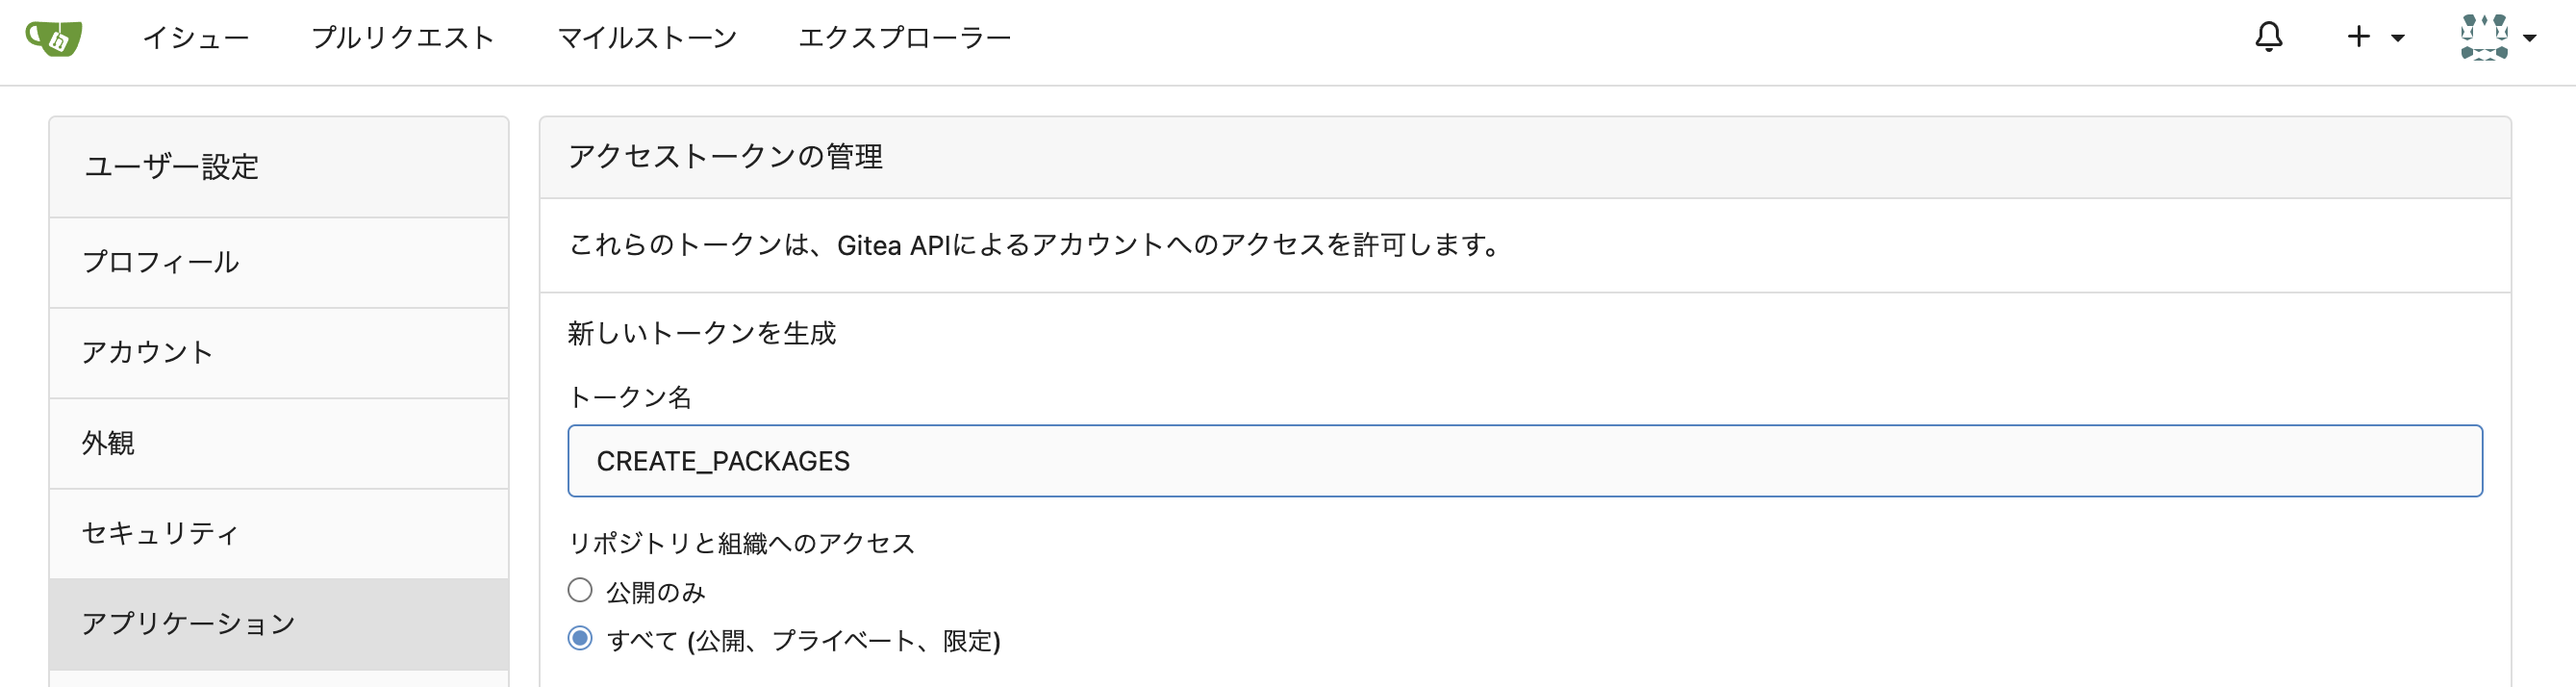 イシュー プルリクエスト マイルストーン エクスプローラー
ユーザー設定
プロフィール
アカウント
外観
セキュリティ
アプリケーション
アクセストークンの管理
これらのトークンは、Gitea APIによるアカウントへのアクセスを許可します。
新しいトークンを生成
トークン名
CREATE_PACKAGES
リポジトリと組織へのアクセス
公開のみ
すべて (公開、プライベート、限定)